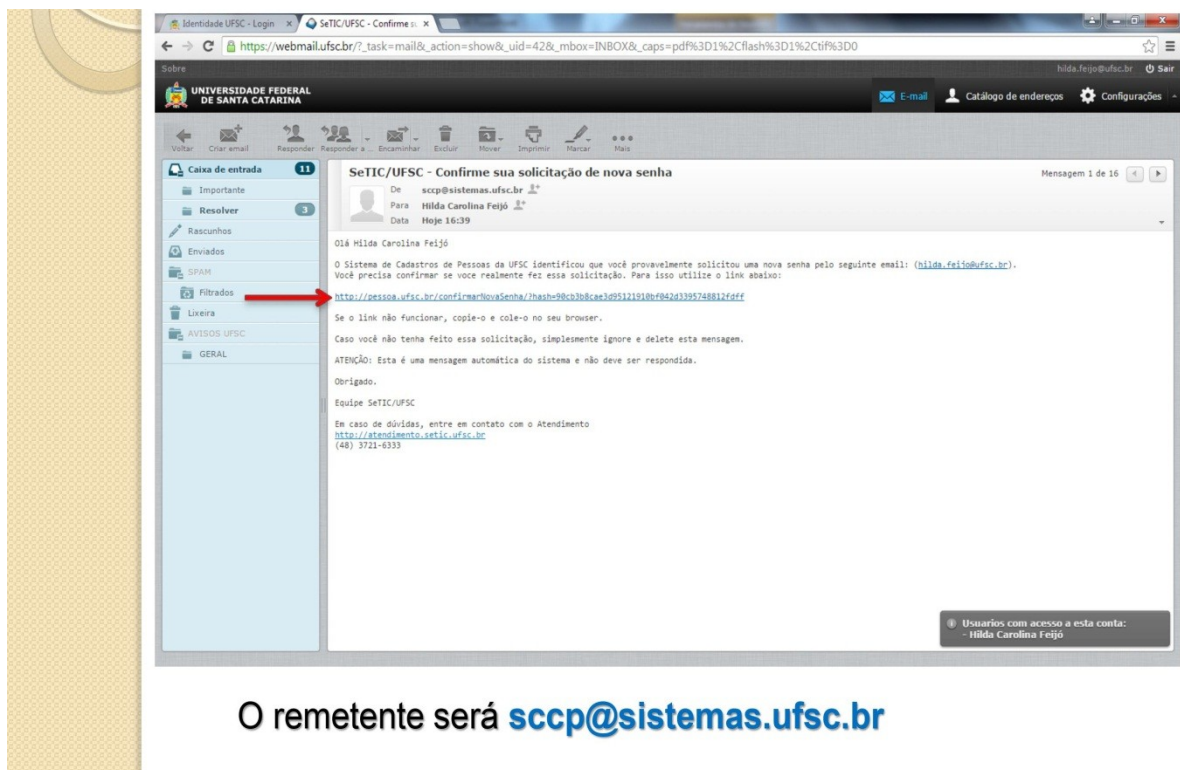 Identidade UFSC - Login
SeTIC/UFSC - Confirme su
https://webmail.ufsc.br/?_task=mail&_action=show&_uid=42&_mbox=INBOX&_caps=pdf%3D1%2Cflash%3D1%2Ctif%3D0
Sobre
hilda.feijo@ufsc.br Sair
UNIVERSIDADE FEDERAL
DE SANTA CATARINA
E-mail Catálogo de endereços Configurações
Voltar Criar email Responder Responder a ... Encaminhar Excluir Mover Imprimir Marcar Mais
Caixa de entrada 11
Importante
Resolver 3
Rascunhos
Enviados
SPAM
Filtrados
Lixeira
AVISOS UFSC
GERAL
SeTIC/UFSC - Confirme sua solicitação de nova senha
Mensagem 1 de 16
De sccp@sistemas.ufsc.br
Para Hilda Carolina Feijó
Data Hoje 16:39
Olá Hilda Carolina Feijó
O Sistema de Cadastros de Pessoas da UFSC identificou que você provavelmente solicitou uma nova senha pelo seguinte email: (hilda.feijo@ufsc.br).
Você precisa confirmar se voce realmente fez essa solicitação. Para isso utilize o link abaixo:
http://pessoa.ufsc.br/confirmarNovaSenha/?hash=90cb3b8cae3d95121910bf042d3395748812fdff
Se o link não funcionar, copie-o e cole-o no seu browser.
Caso você não tenha feito essa solicitação, simplesmente ignore e delete esta mensagem.
ATENÇÃO: Esta é uma mensagem automática do sistema e não deve ser respondida.
Obrigado.
Equipe SeTIC/UFSC
Em caso de dúvidas, entre em contato com o Atendimento
http://atendimento.setic.ufsc.br
(48) 3721-6333
Usuarios com acesso a esta conta:
- Hilda Carolina Feijó
O remetente será sccp@sistemas.ufsc.br